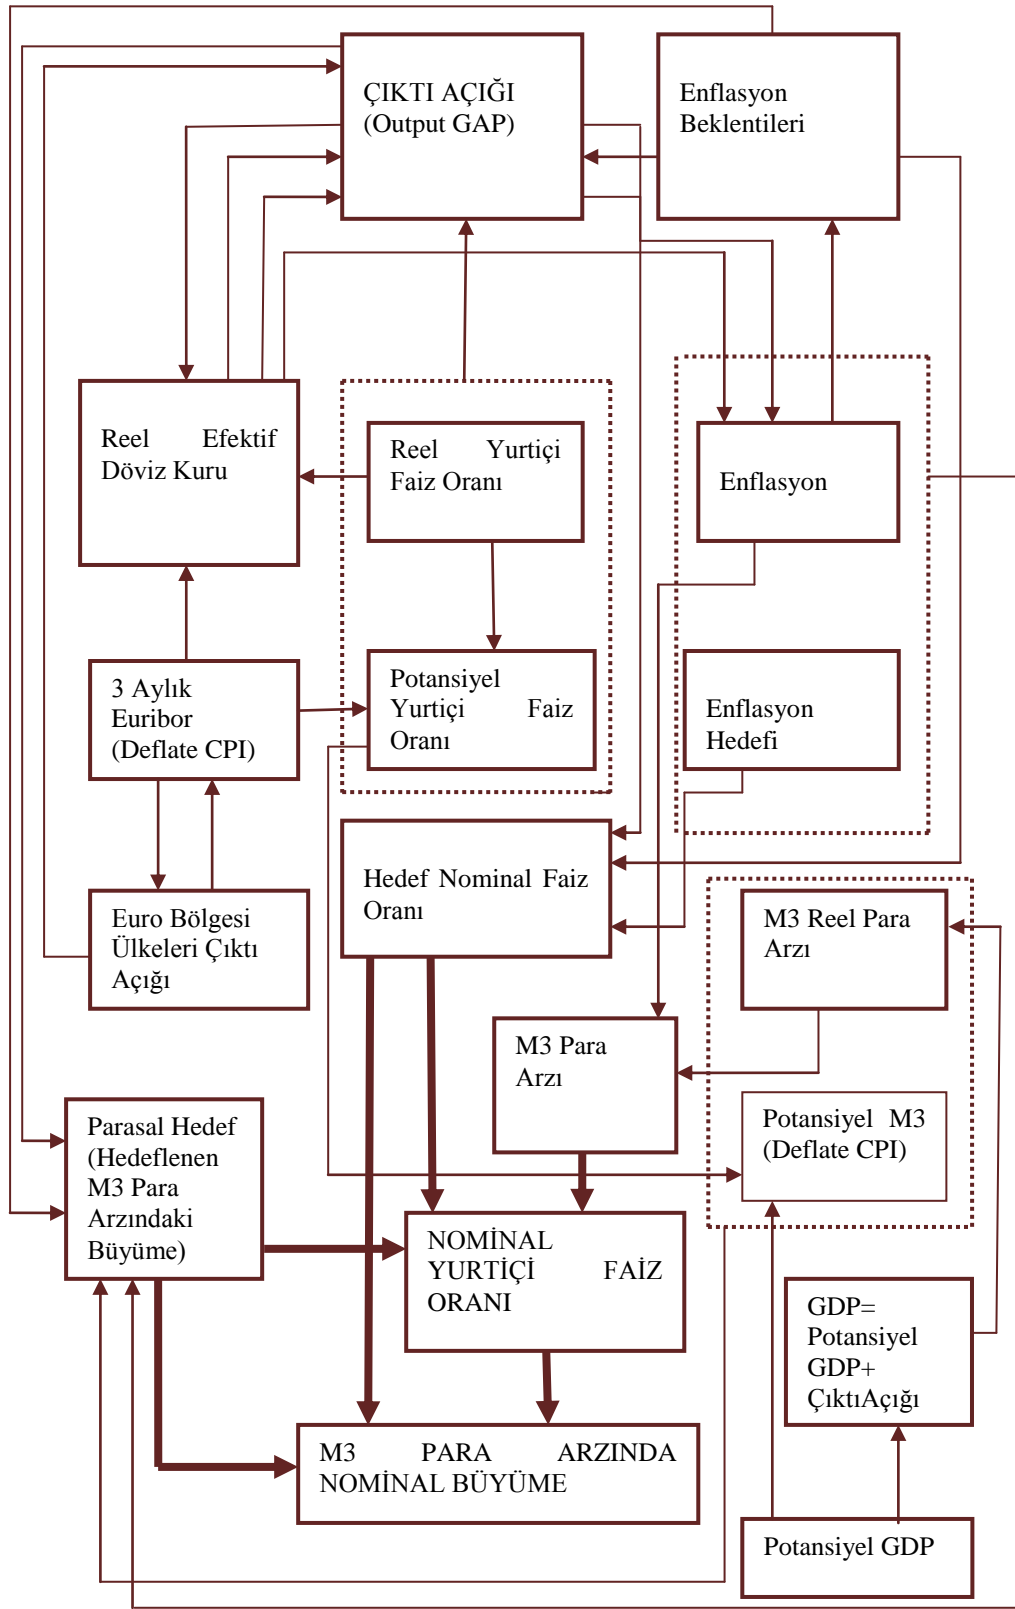 ÇIKTI AÇIĞI
(Output GAP)
Enflasyon
Beklentileri
Reel Efektif
Döviz Kuru
Reel Yurtiçi
Faiz Oranı
Enflasyon
3 Aylık
Euribor
(Deflate CPI)
Potansiyel
Yurtiçi Faiz
Oranı
Enflasyon
Hedefi
Hedef Nominal Faiz
Oranı
Euro Bölgesi
Ülkeleri Çıktı
Açığı
M3 Reel Para
Arzı
M3 Para
Arzı
Parasal Hedef
(Hedeflenen
M3 Para
Arzındaki
Büyüme)
Potansiyel M3
(Deflate CPI)
NOMİNAL
YURTİÇİ FAİZ
ORANI
GDP=
Potansiyel
GDP+
ÇıktıAçığı
M3 PARA ARZINDA
NOMİNAL BÜYÜME
Potansiyel GDP